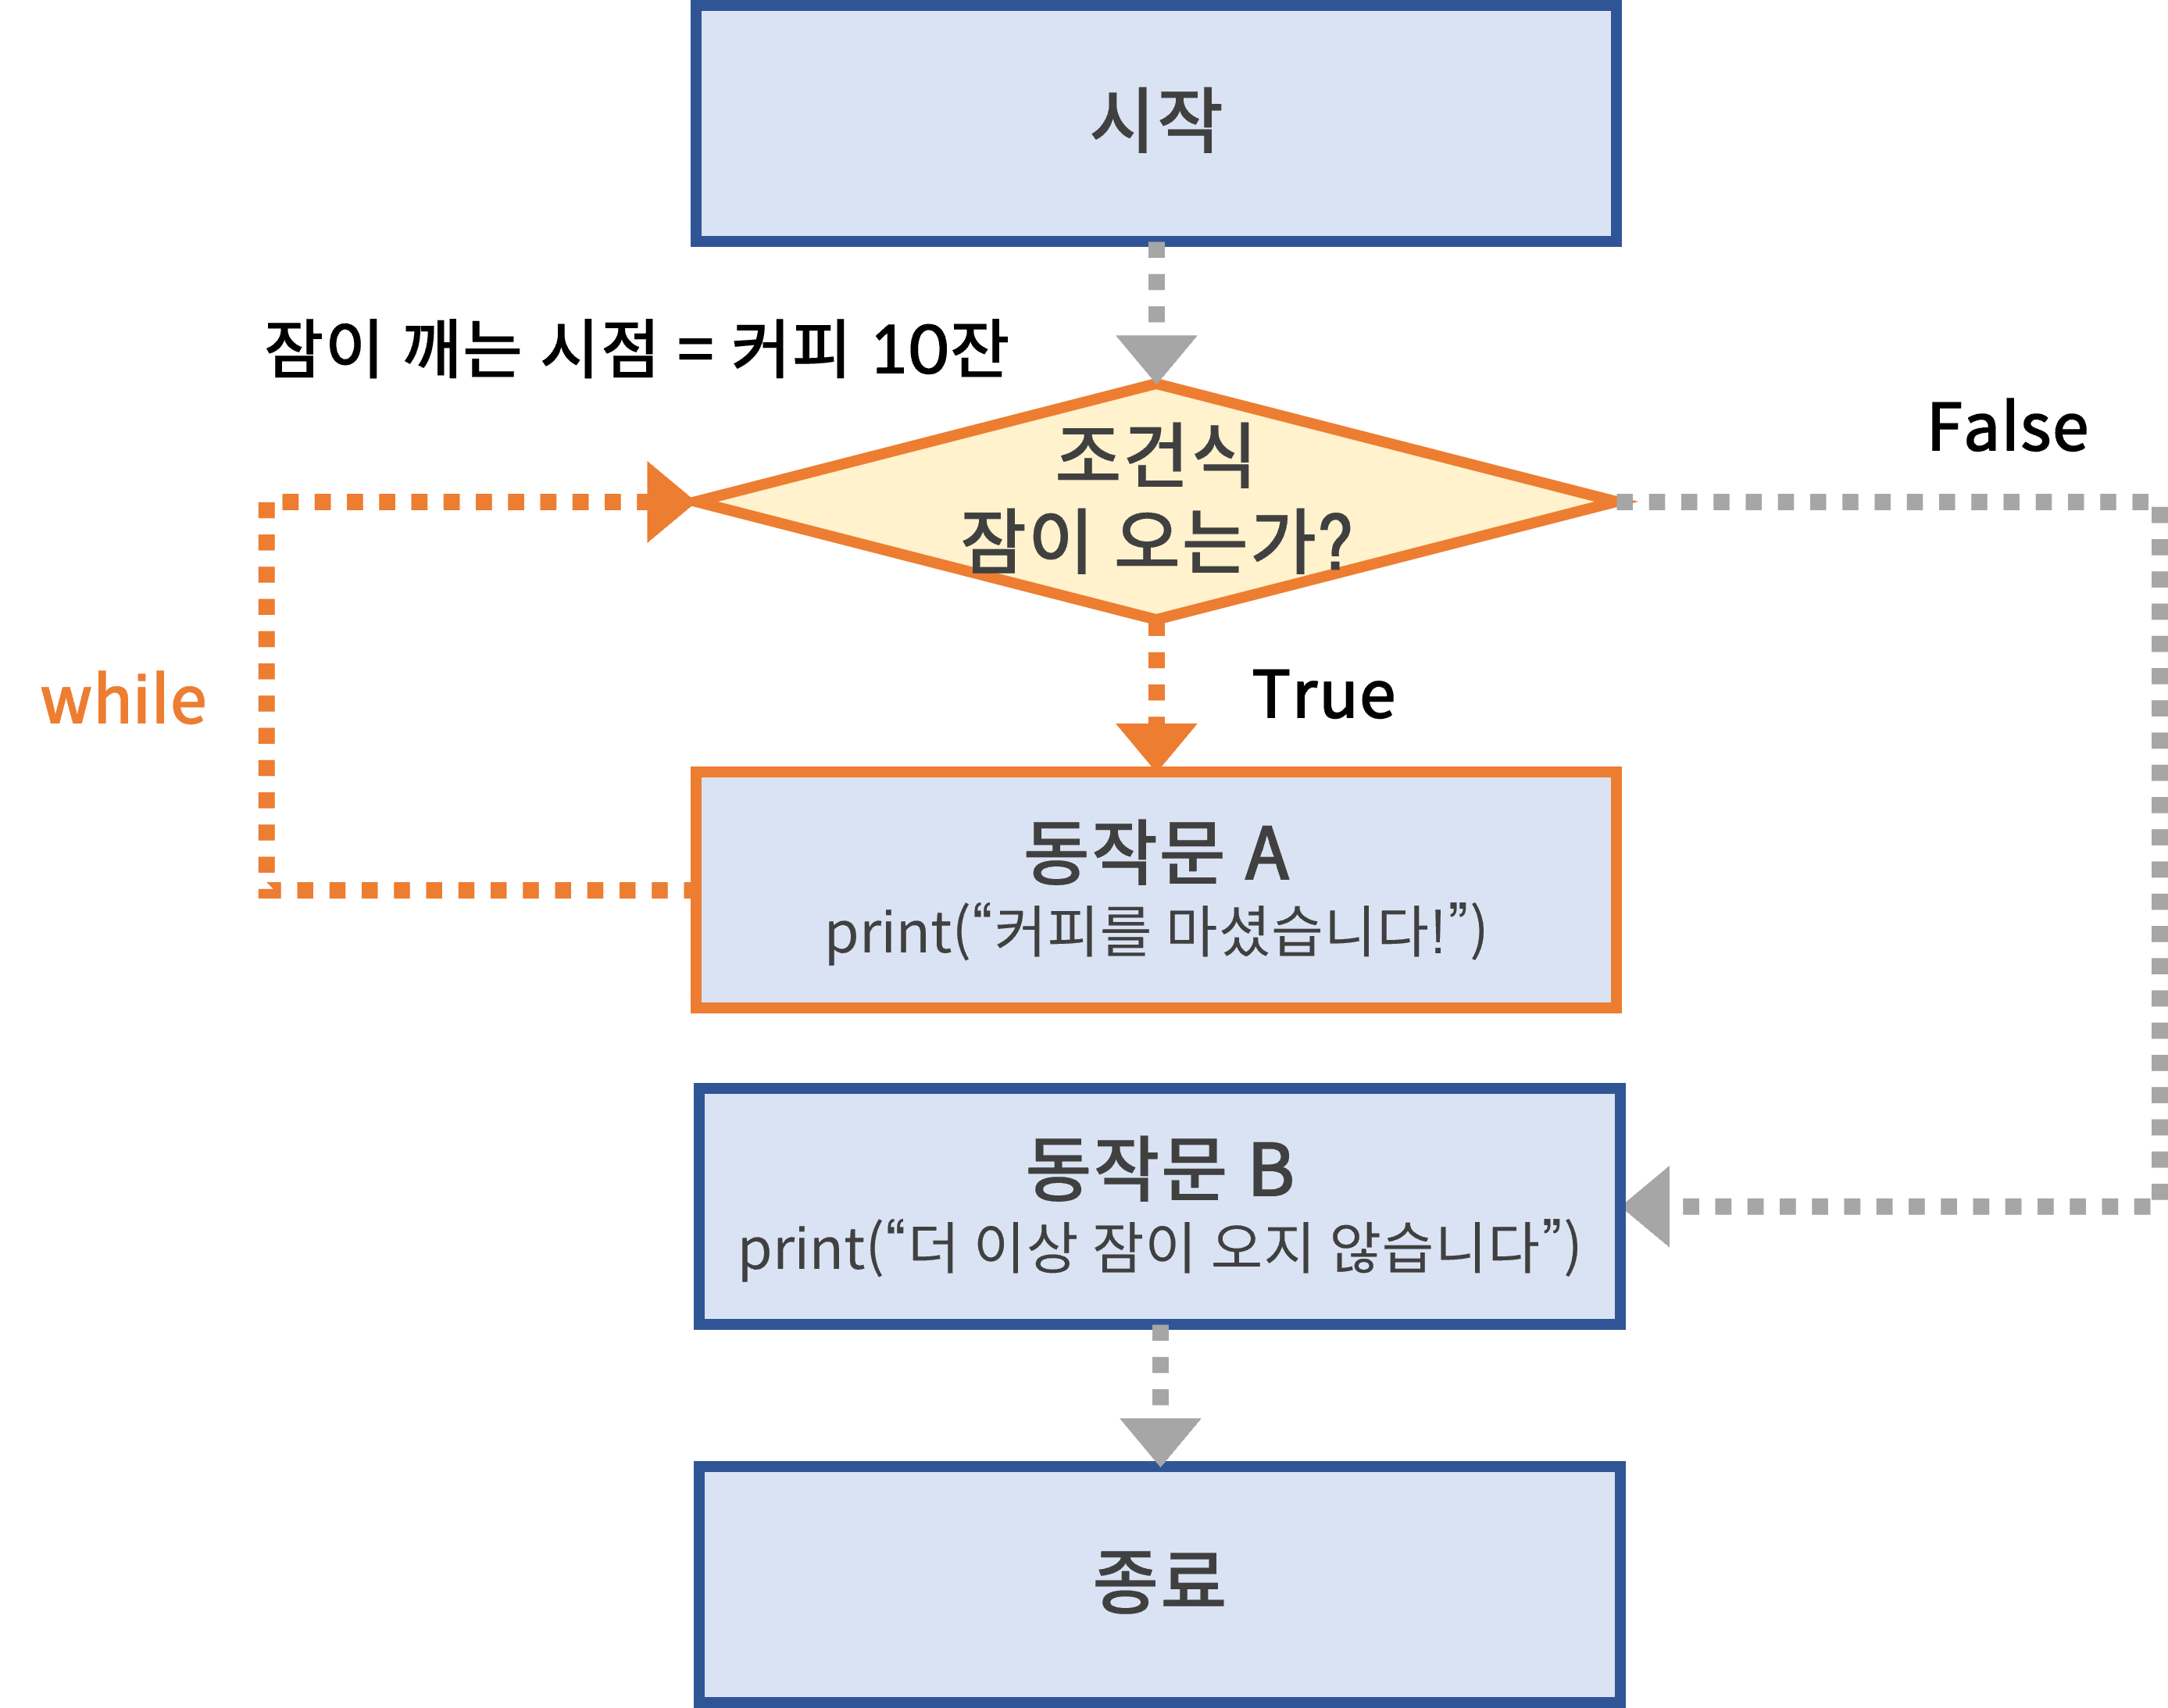 시작
잠이 깨는 시점 = 커피 10잔
조건식
잠이 오는가?
False
True
while
동작문 A
print(“커피를 마셨습니다!”)
동작문 B
print(“더 이상 잠이 오지 않습니다”)
종료